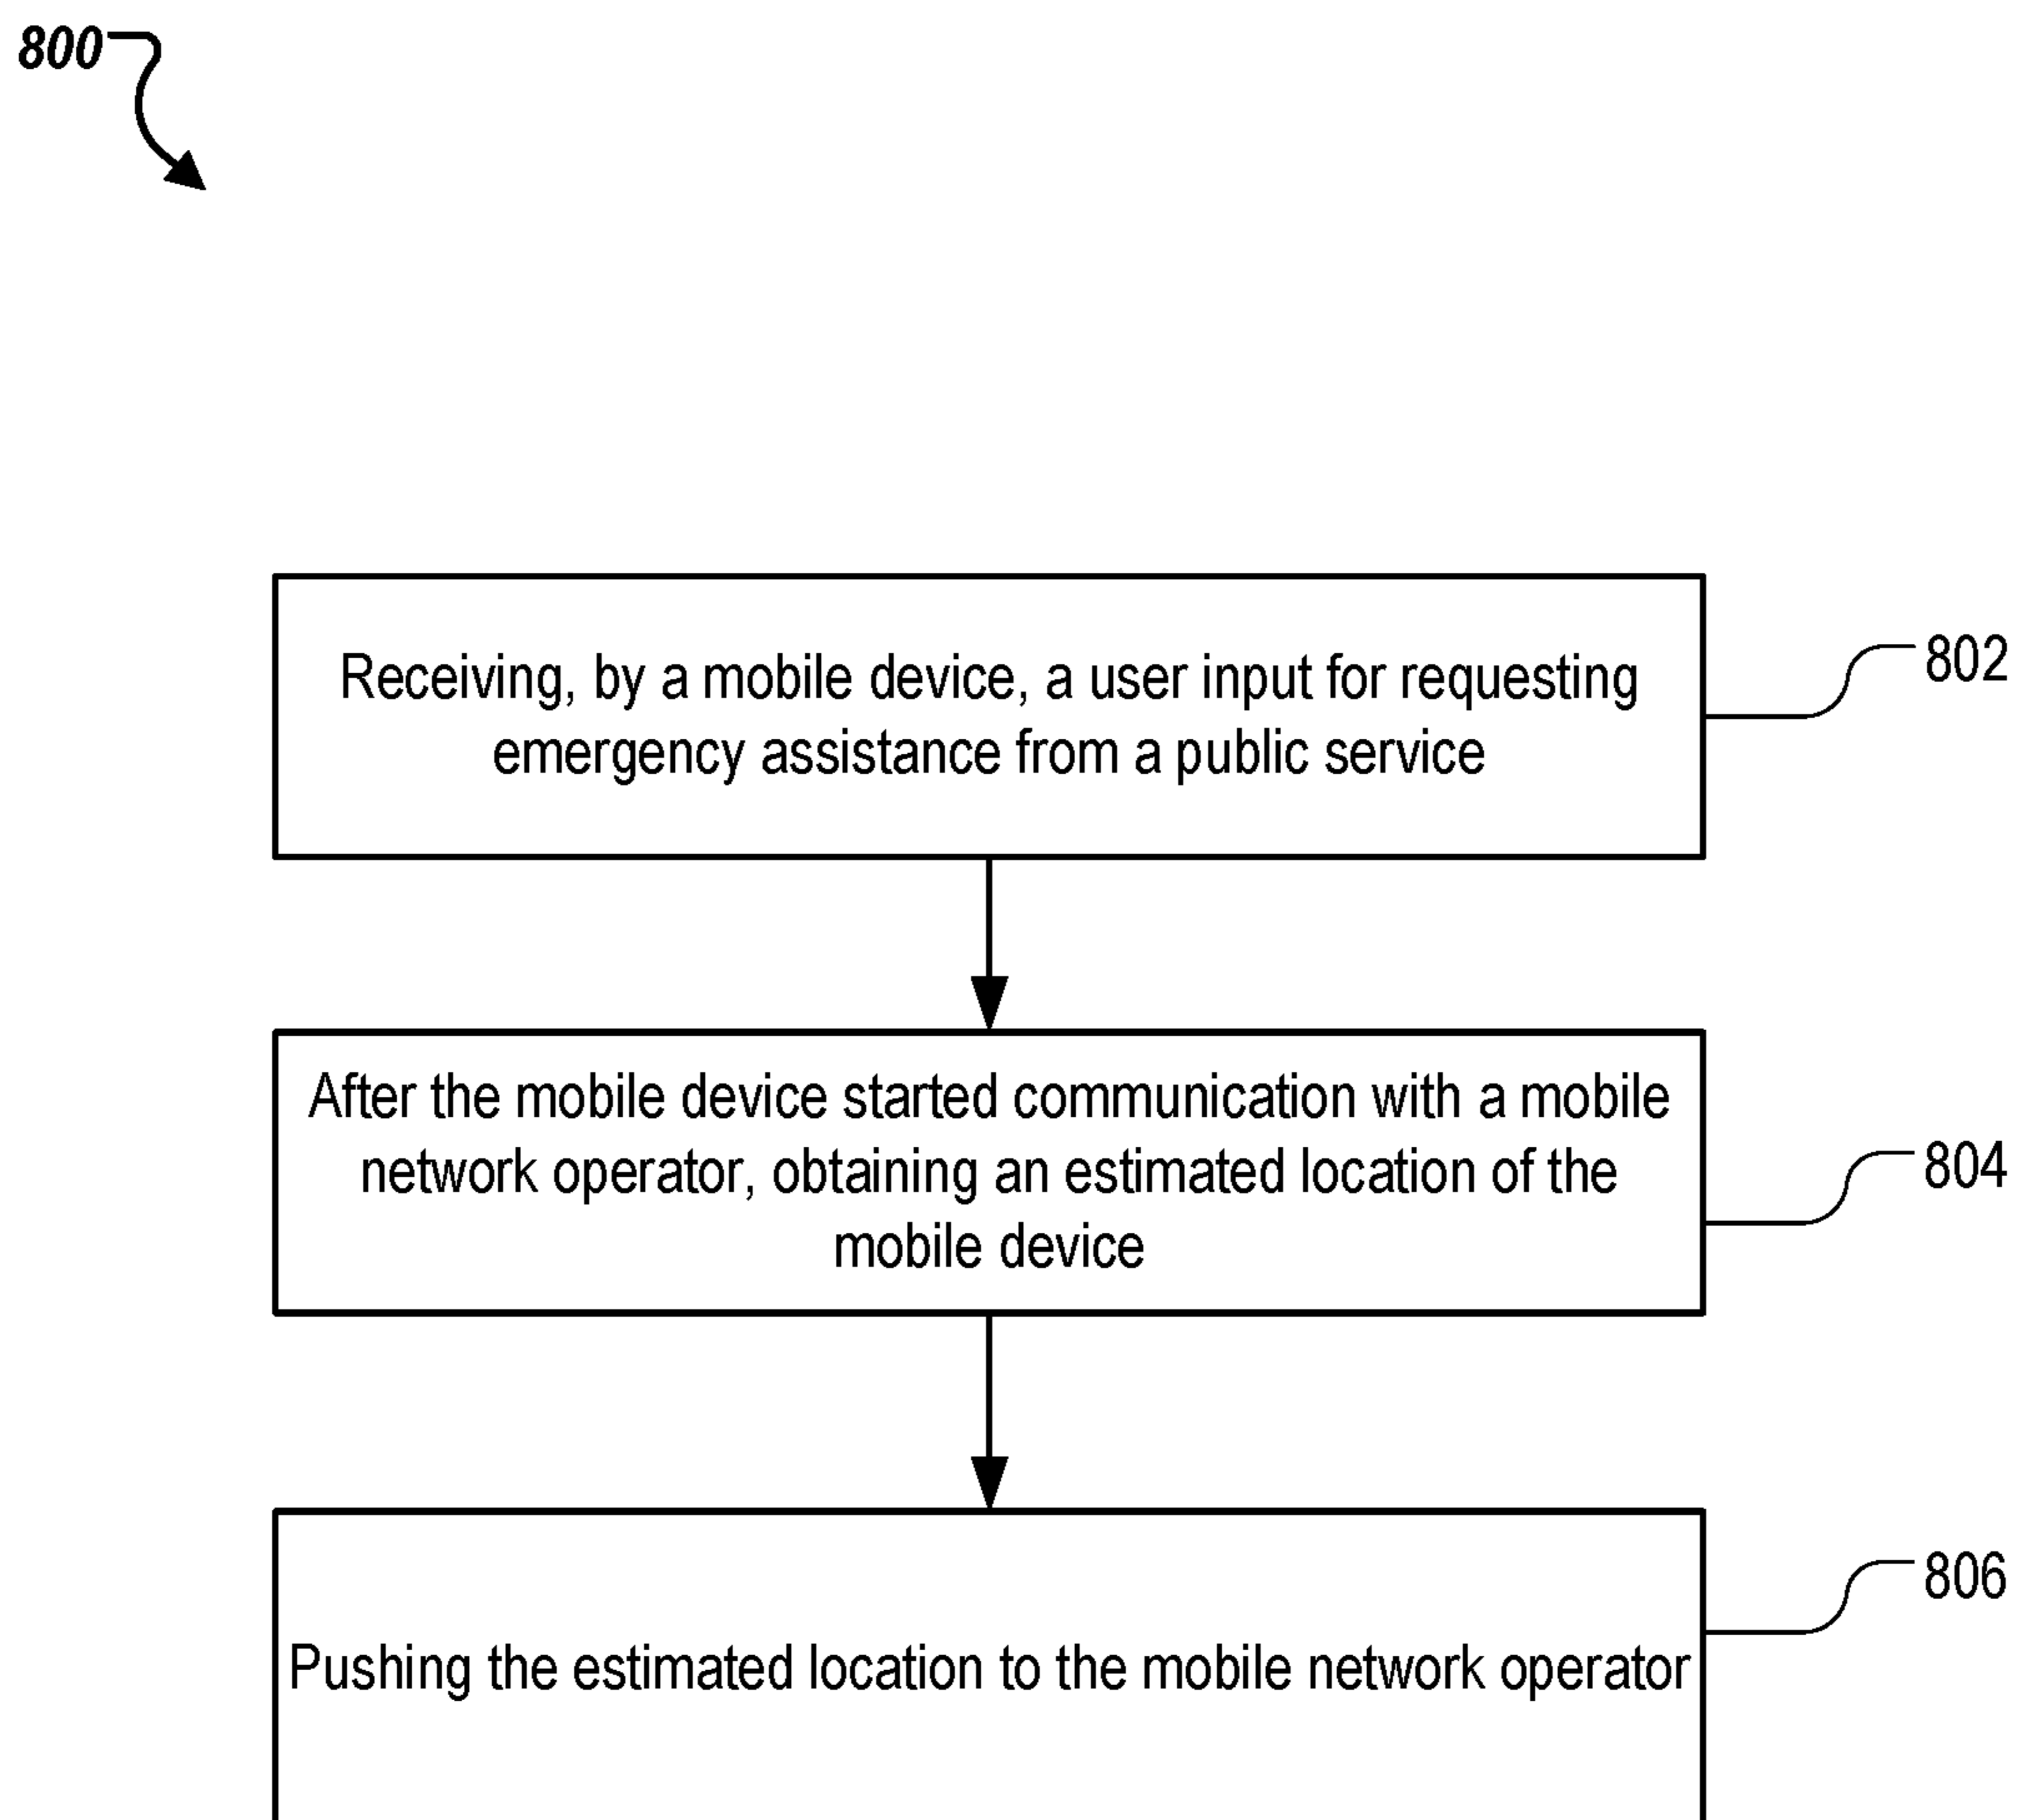 800
Receiving, by a mobile device, a user input for requesting
emergency assistance from a public service
802
After the mobile device started communication with a mobile
network operator, obtaining an estimated location of the
mobile device
804
Pushing the estimated location to the mobile network operator
806